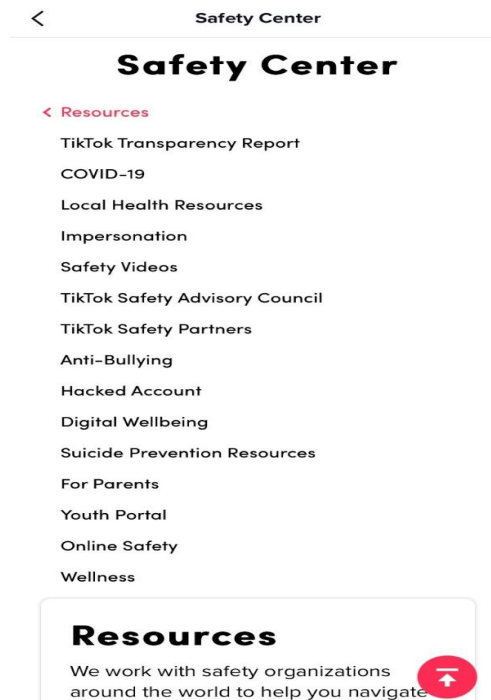 Safety Center
Safety Center
< Resources
TikTok Transparency Report
COVID-19
Local Health Resources
Impersonation
Safety Videos
TikTok Safety Advisory Council
TikTok Safety Partners
Anti-Bullying
Hacked Account
Digital Wellbeing
Suicide Prevention Resources
For Parents
Youth Portal
Online Safety
Wellness
Resources
We work with safety organizations
around the world to help you navigate